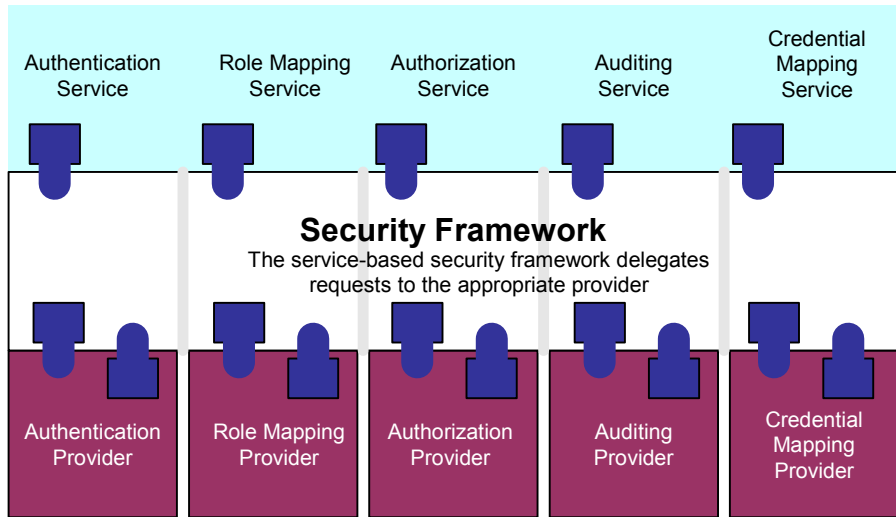 Authentication
Service
Role Mapping
Service
Authorization
Service
Auditing
Service
Credential
Mapping
Service
Security Framework
The service-based security framework delegates
requests to the appropriate provider
Authentication
Provider
Role Mapping
Provider
Authorization
Provider
Auditing
Provider
Credential
Mapping
Provider